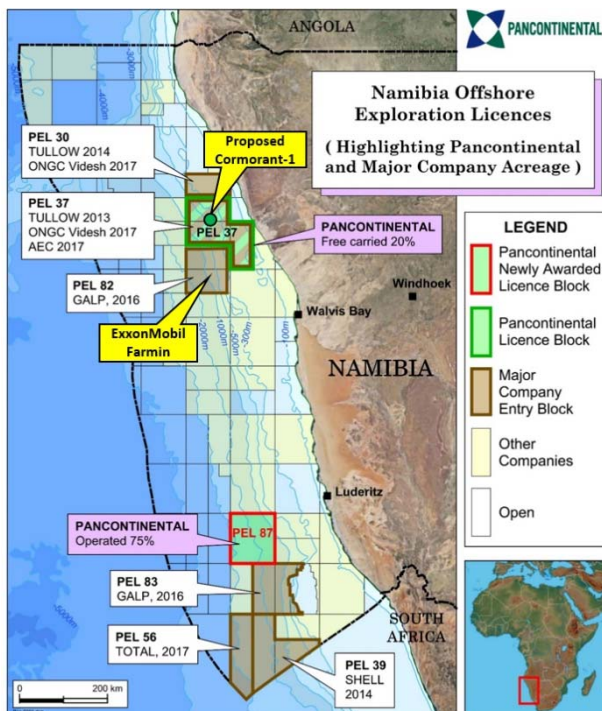 ANGOLA
PANCONTINENTAL
Namibia Offshore
Exploration Licences
( Highlighting Pancontinental
and Major Company Acreage )
PEL 30
TULLOW 2014
ONGC Videsh 2017
Proposed
Cormorant-1
PEL 37
TULLOW 2013
ONGC Videsh 2017
AEC 2017
PEL 37
PANCONTINENTAL
Free carried 20%
PEL 82
GALP, 2016
ExxonMobil
Farmin
-3000m
-4000m
-2000m
-1000m
-500m
-300m
-100m
Windhoek
Walvis Bay
NAMIBIA
Luderitz
PANCONTINENTAL
Operated 75%
PEL 87
PEL 83
GALP, 2016
PEL 56
TOTAL, 2017
PEL 39
SHELL
2014
SOUTH
AFRICA
-5000m
0
200 km
LEGEND
Pancontinental
Newly Awarded
Licence Block
Pancontinental
Licence Block
Major
Company
Entry Block
Other
Companies
Open